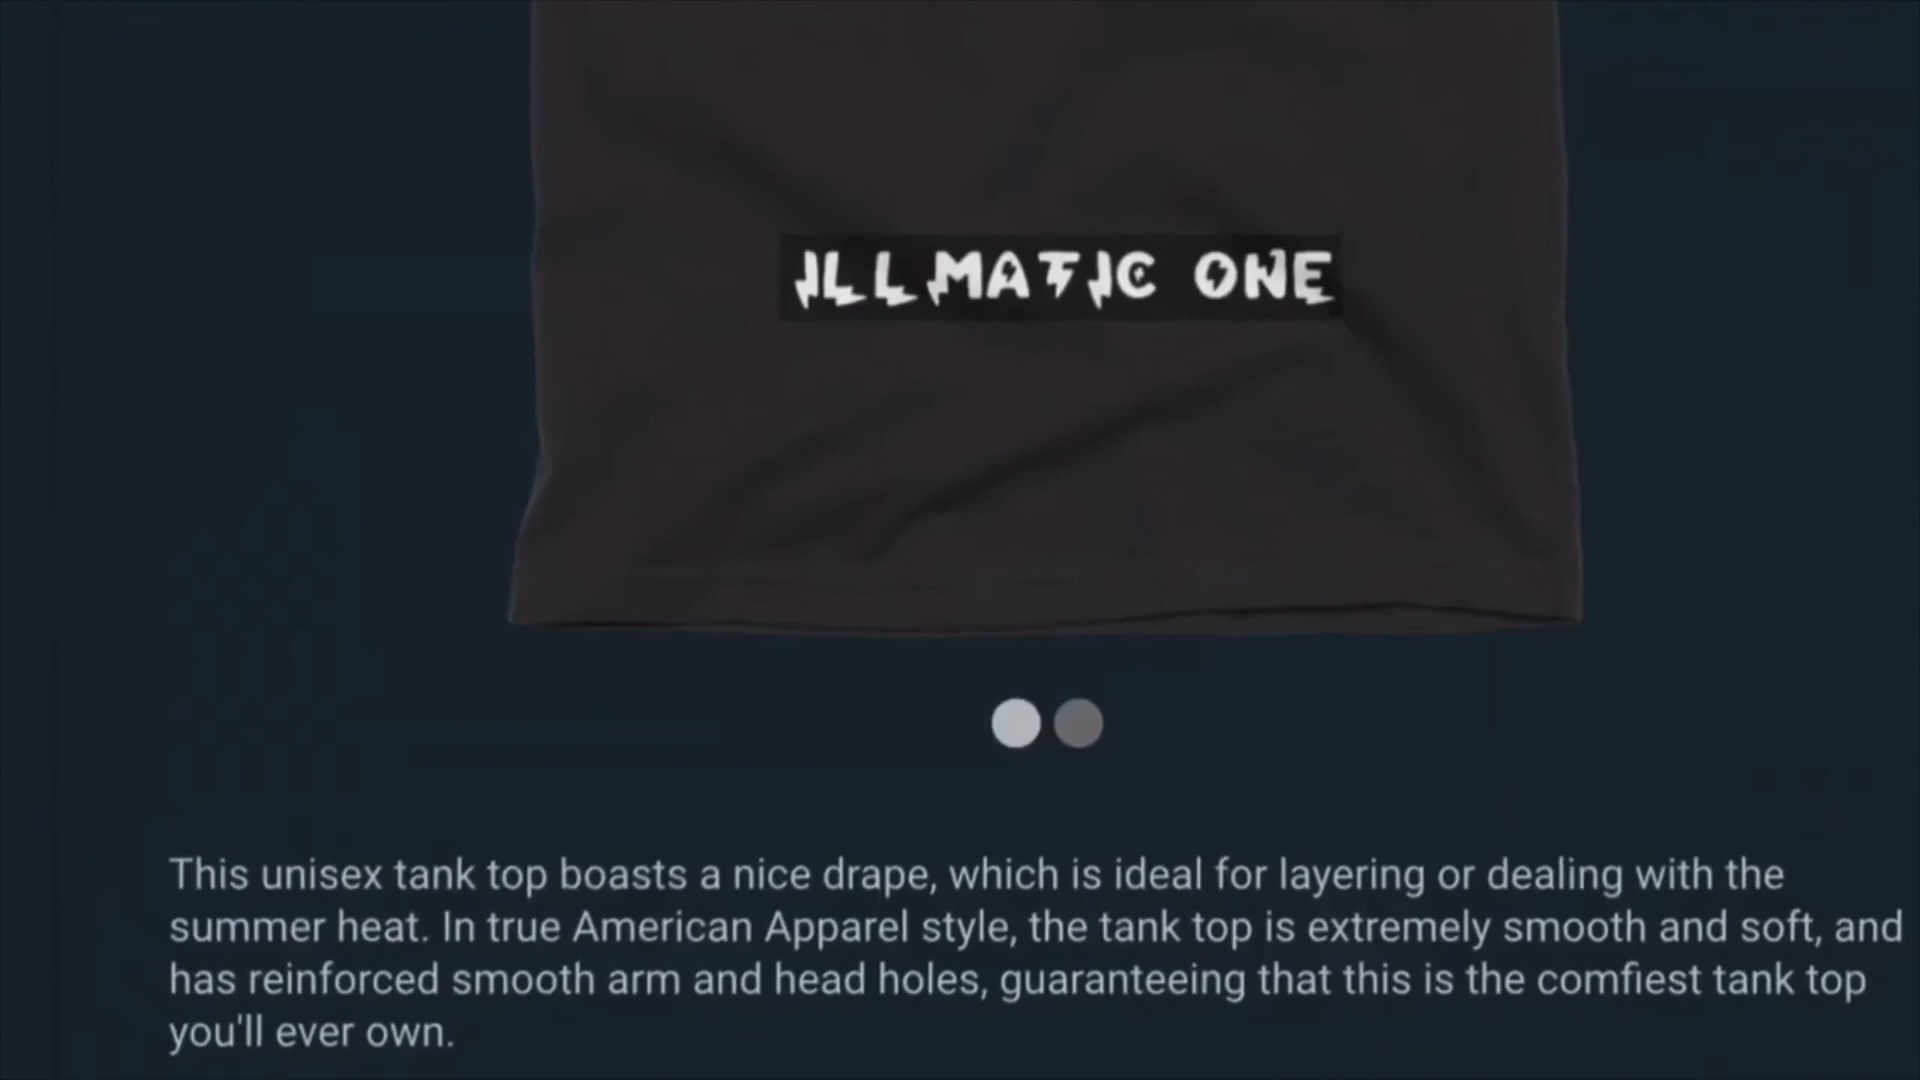 ILLMATIC ONE
This unisex tank top boasts a nice drape, which is ideal for layering or dealing with the
summer heat. In true American Apparel style, the tank top is extremely smooth and soft, and
has reinforced smooth arm and head holes, guaranteeing that this is the comfiest tank top
you'll ever own.